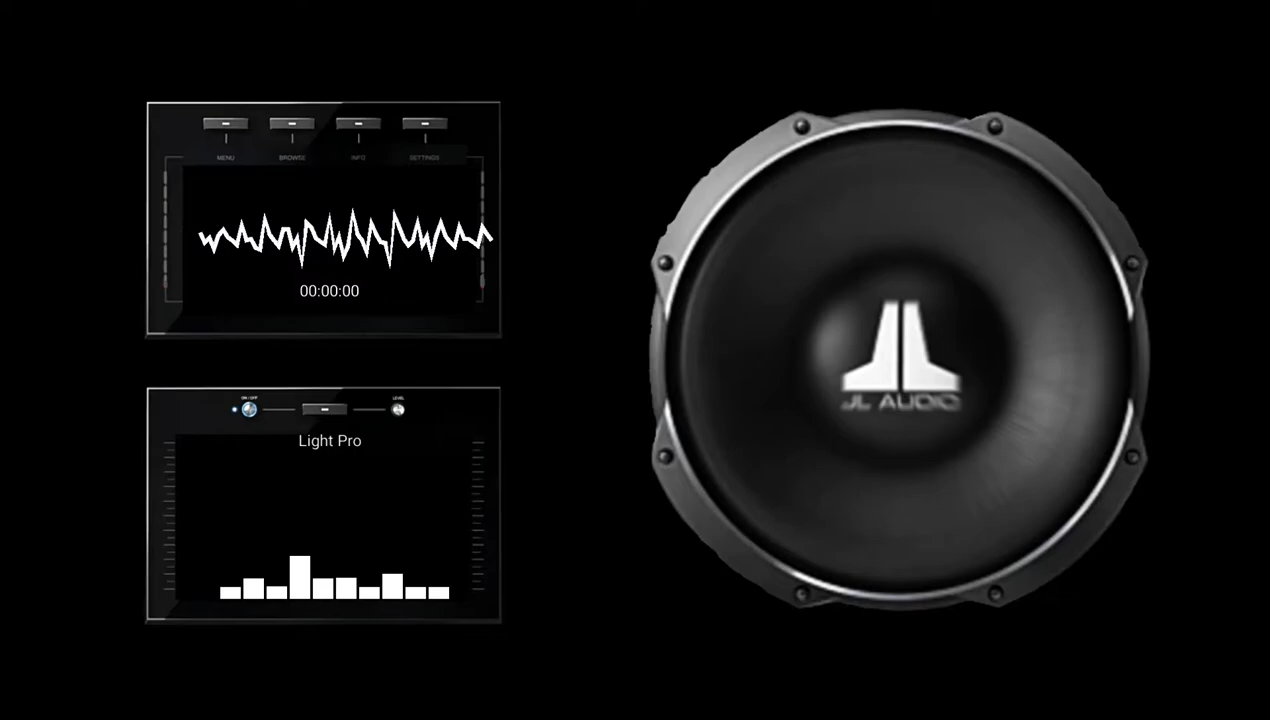 MENU BROWSE INFO SETTINGS
00:00:00
ON / OFF LEVEL
Light Pro
JL AUDIO